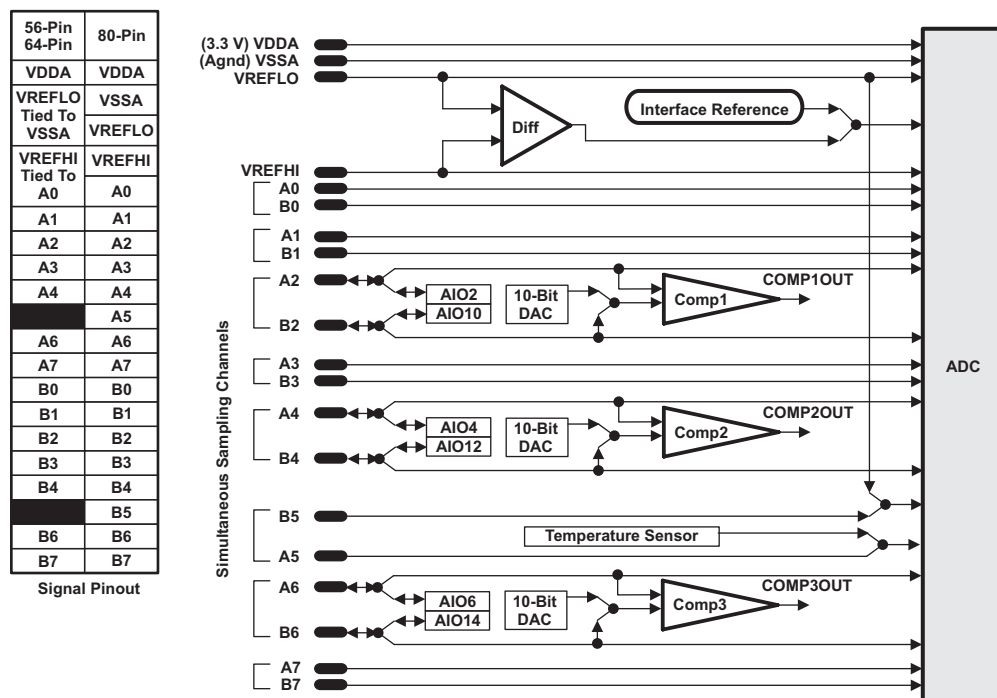 56-Pin
64-Pin
80-Pin
VDDA
VDDA
VREFLO
Tied To
VSSA
VSSA
VREFLO
VREFHI
Tied To
A0
VREFHI
A0
A1
A1
A2
A2
A3
A3
A4
A4
A5
A6
A6
A7
A7
B0
B0
B1
B1
B2
B2
B3
B3
B4
B4
B5
B6
B6
B7
B7
Signal Pinout
(3.3 V) VDDA
(Agnd) VSSA
VREFLO
Interface Reference
Diff
VREFHI
A0
B0
A1
B1
A2
AIO2
AIO10
10-Bit
DAC
Comp1
COMP1OUT
B2
Simultaneous Sampling Channels
A3
B3
ADC
A4
AIO4
AIO12
10-Bit
DAC
Comp2
COMP2OUT
B4
B5
Temperature Sensor
A5
A6
AIO6
AIO14
10-Bit
DAC
Comp3
COMP3OUT
B6
A7
B7